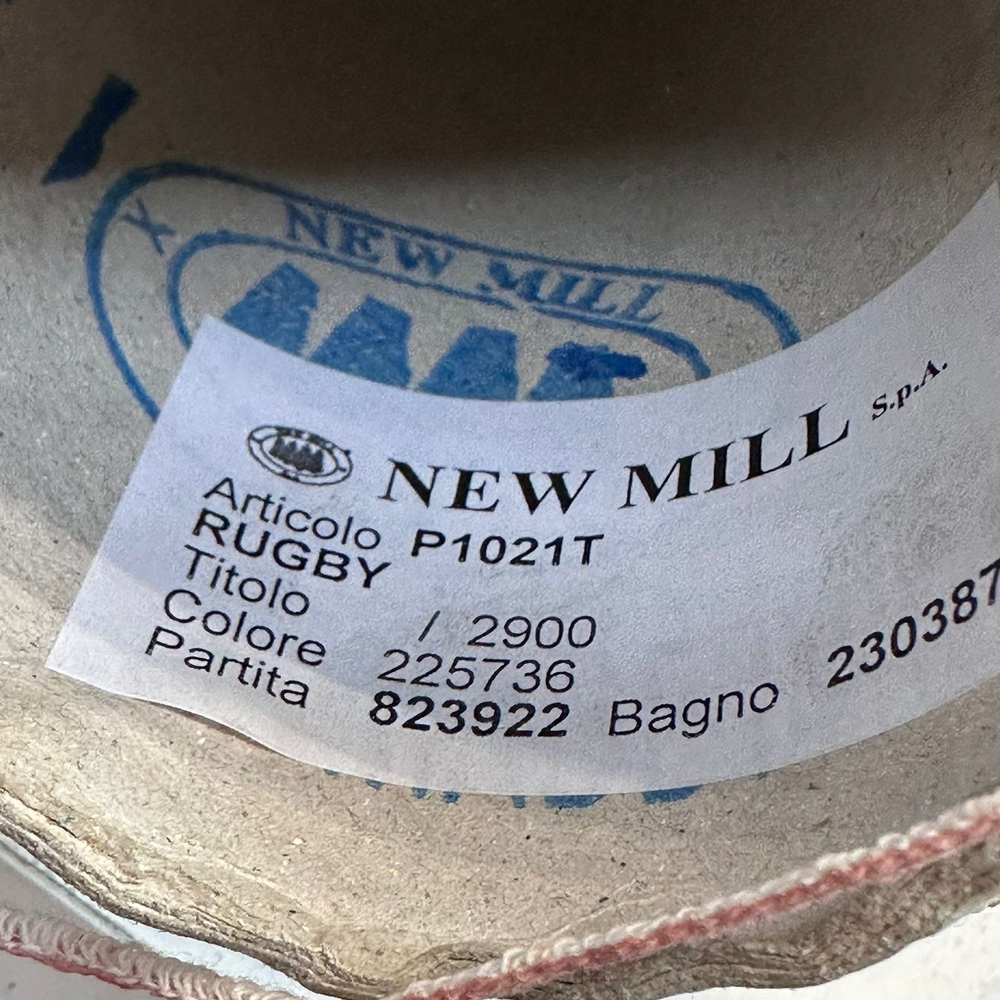 NEW MILL
NEW MILL S.p.A.
Articolo P1021T
RUGBY
Titolo / 2900
Colore 225736
Partita 823922 Bagno 230387